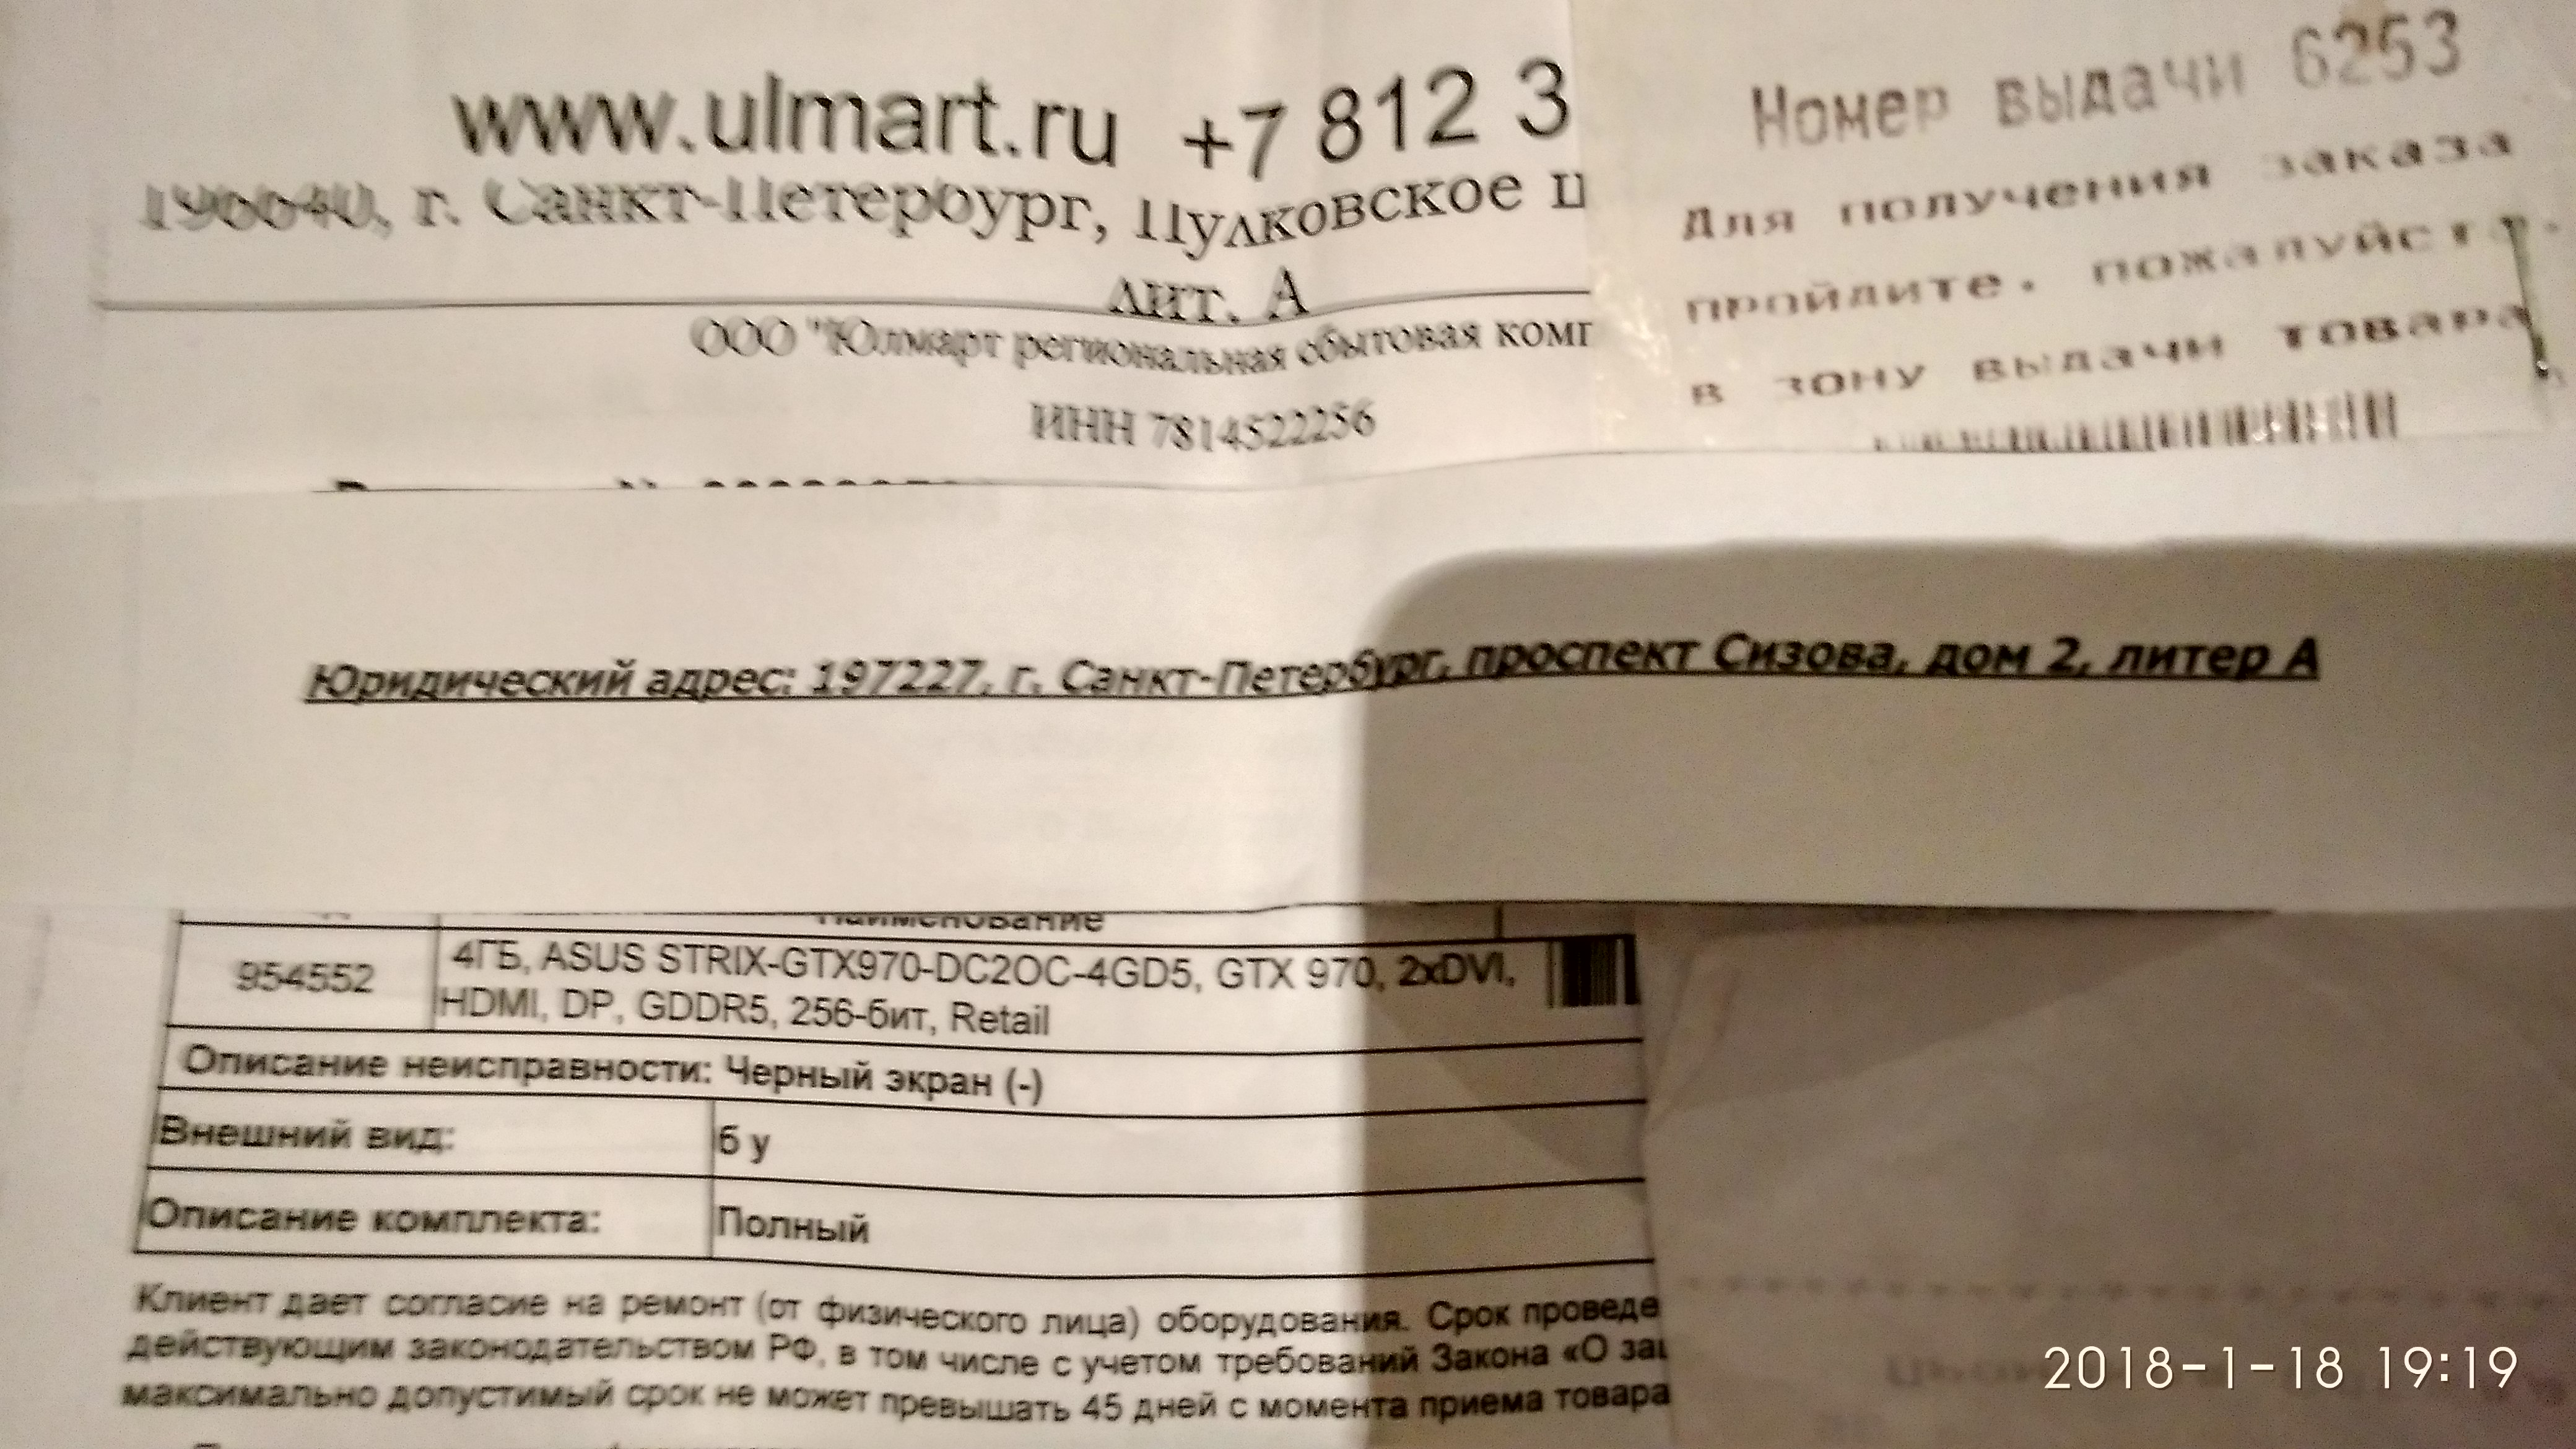 www.ulmart.ru +7 812 3
г. Санкт-Петербург, Пулковское
лит. А
ООО "Юлмарт региональная сбытовая комп
ИНН 7814522256
Номер выдачи 6253
Для получения заказа
пройдите, пожалуйста
в зону выдачи товара
Юридический адрес: 197227, г. Санкт-Петербург, проспект Сизова, дом 2, литер А
Наименование
954552
4ГБ, ASUS STRIX-GTX970-DC2OC-4GD5, GTX 970, 2xDVI,
HDMI, DP, GDDR5, 256-бит, Retail
Описание неисправности: Черный экран (-)
Внешний вид: б у
Описание комплекта: Полный
Клиент дает согласие на ремонт (от физического лица) оборудования. Срок проведе
действующим законодательством РФ, в том числе с учетом требований Закона «О защ
максимально допустимый срок не может превышать 45 дней с момента приема товара
2018-1-18 19:19